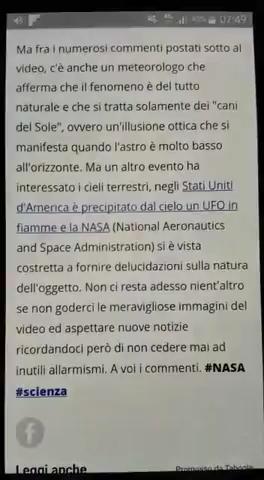 07:49
Ma fra i numerosi commenti postati sotto al
video, c'è anche un meteorologo che
afferma che il fenomeno è del tutto
naturale e che si tratta solamente dei "cani
del Sole", ovvero un'illusione ottica che si
manifesta quando l'astro è molto basso
all'orizzonte. Ma un altro evento ha
interessato i cieli terrestri, negli Stati Uniti
d'America è precipitato dal cielo un UFO in
fiamme e la NASA (National Aeronautics
and Space Administration) si è vista
costretta a fornire delucidazioni sulla natura
dell'oggetto. Non ci resta adesso nient'altro
se non goderci le meravigliose immagini del
video ed aspettare nuove notizie
ricordandoci però di non cedere mai ad
inutili allarmismi. A voi i commenti. #NASA
#scienza
f
Leggi anche
Promosso da Taboola